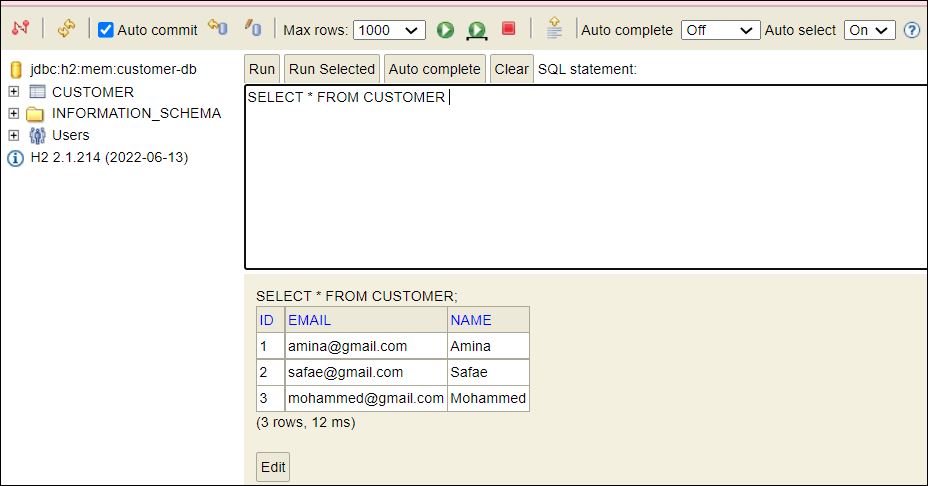 Auto commit Max rows: 1000 Auto complete Off Auto select On
jdbc:h2:mem:customer-db
CUSTOMER
INFORMATION_SCHEMA
Users
H2 2.1.214 (2022-06-13)
Run Run Selected Auto complete Clear SQL statement:
SELECT * FROM CUSTOMER
SELECT * FROM CUSTOMER;
ID EMAIL NAME
1 amina@gmail.com Amina
2 safae@gmail.com Safae
3 mohammed@gmail.com Mohammed
(3 rows, 12 ms)
Edit